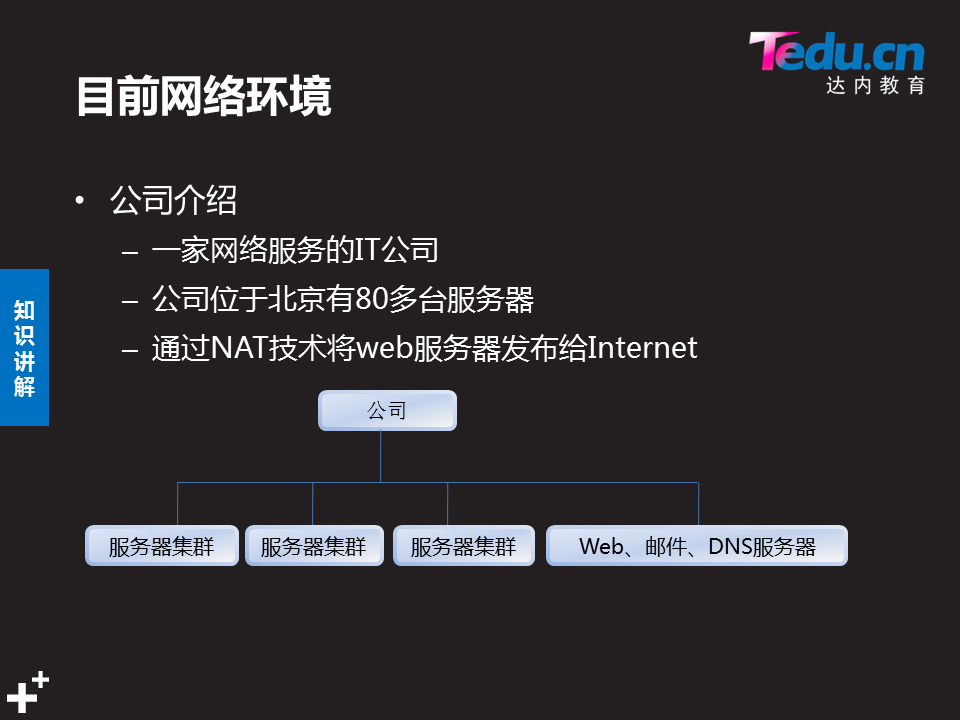 Tedu.cn
达内教育
目前网络环境
• 公司介绍
– 一家网络服务的IT公司
– 公司位于北京有80多台服务器
– 通过NAT技术将web服务器发布给Internet
知识讲解
公司
服务器集群
服务器集群
服务器集群
Web、邮件、DNS服务器